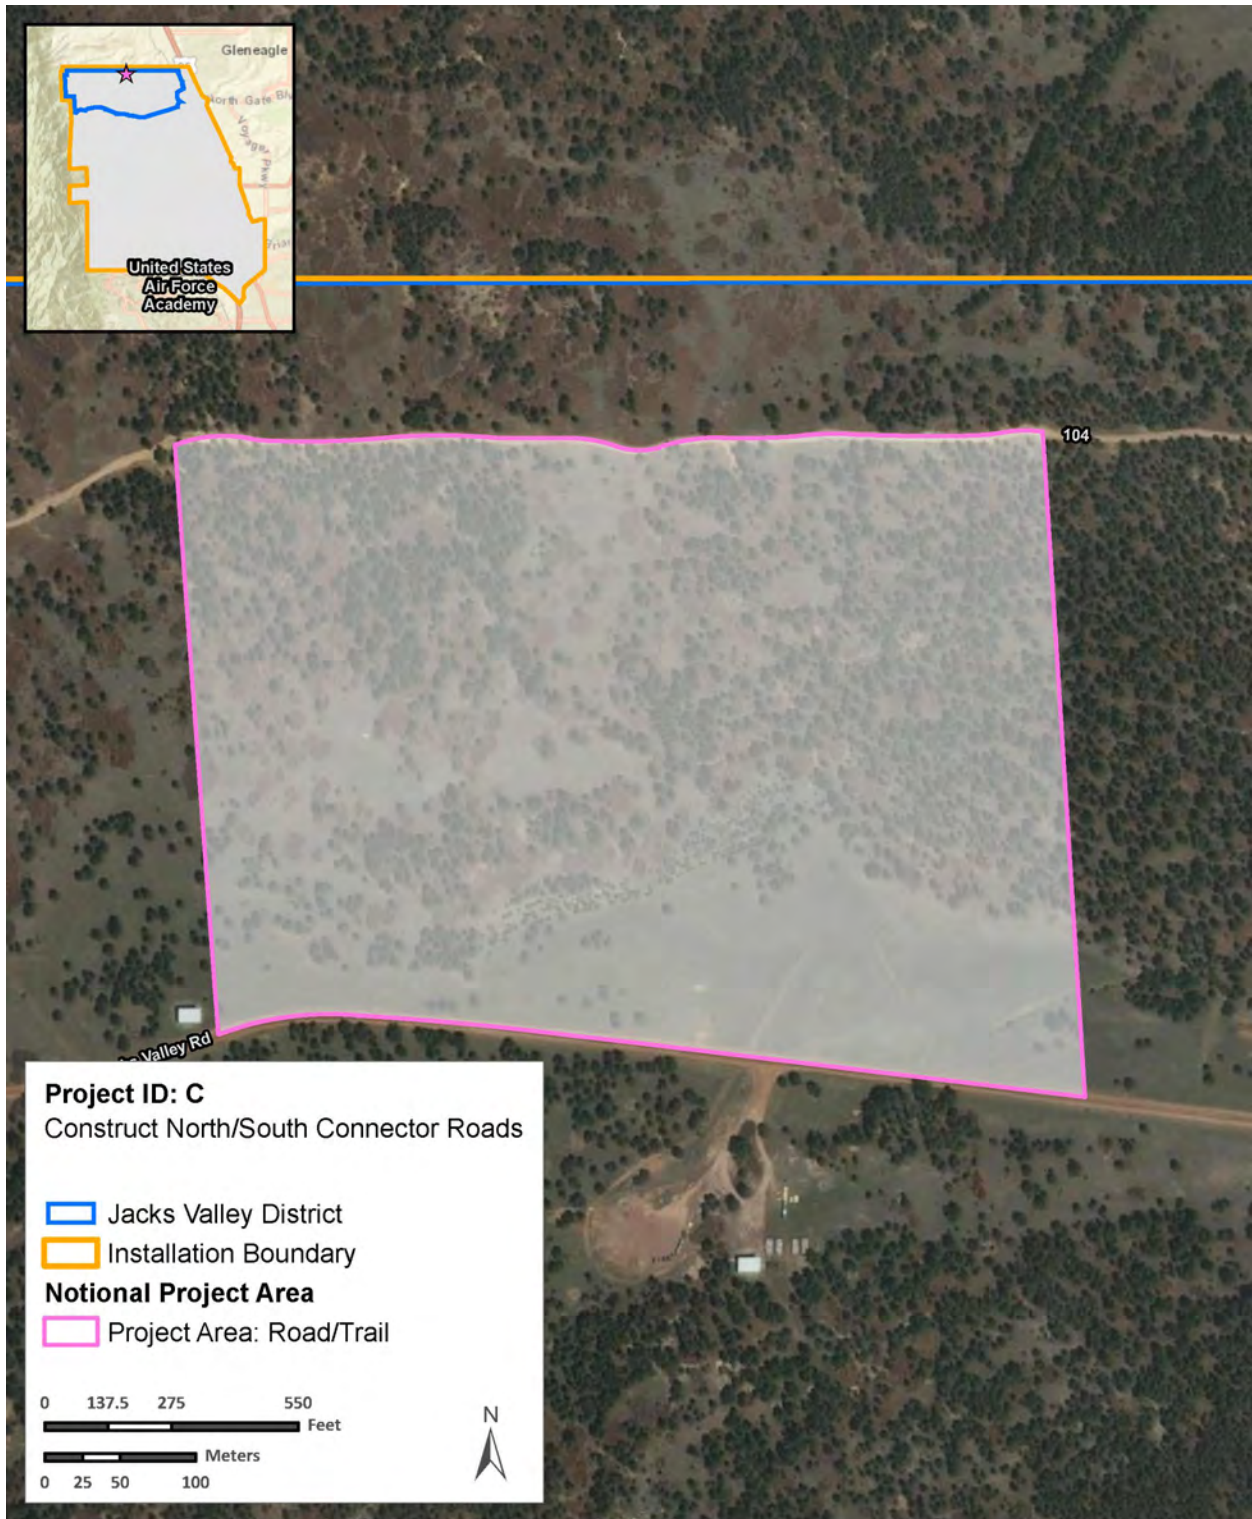 Gleneagle
North Gate Blv
Voyager Pkwy
Briar
United States
Air Force
Academy
104
Valley Rd
Project ID: C
Construct North/South Connector Roads
Jacks Valley District
Installation Boundary
Notional Project Area
Project Area: Road/Trail
0 137.5 275 550
Feet
N
Meters
0 25 50 100